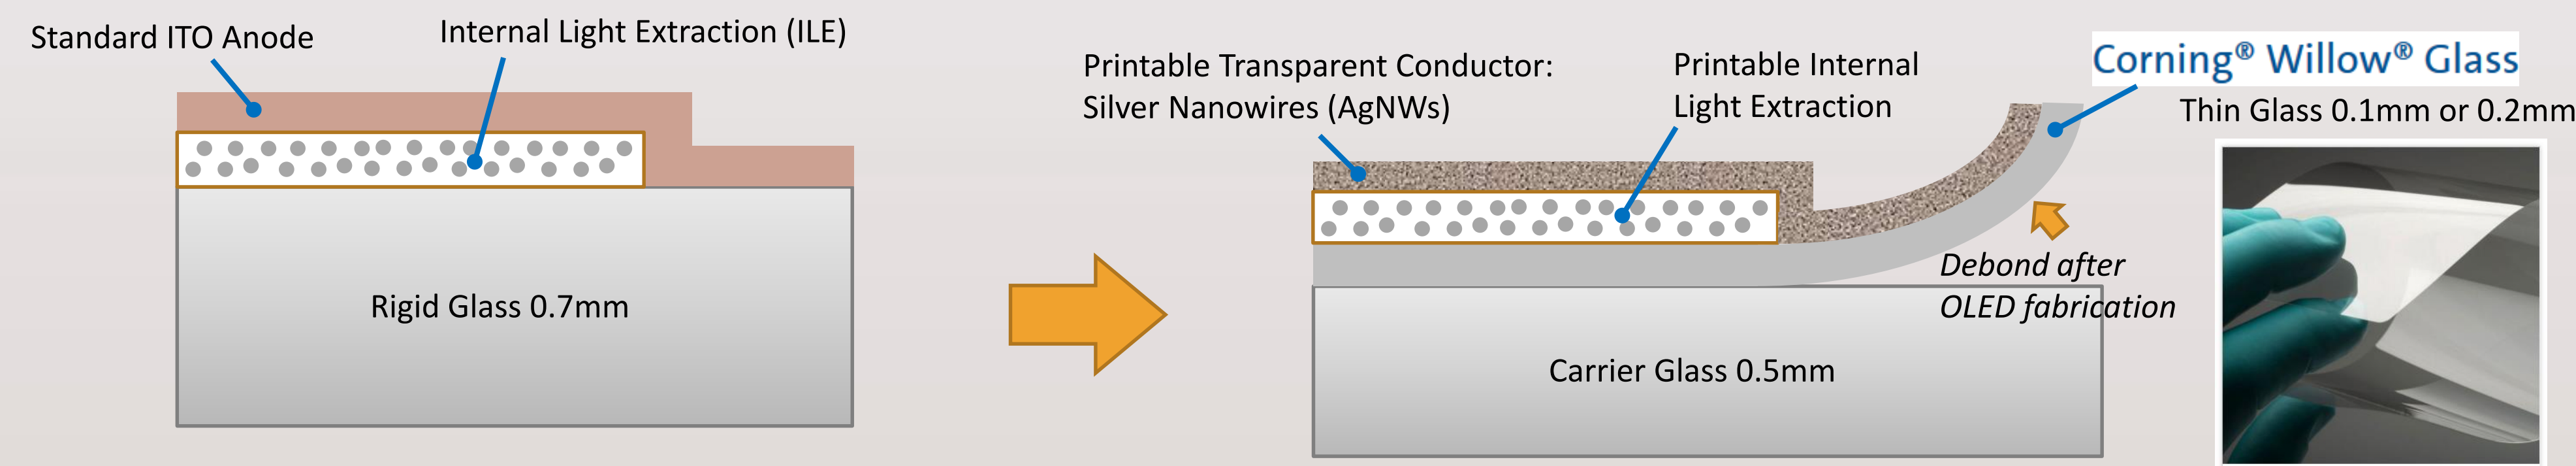 Standard ITO Anode
Internal Light Extraction (ILE)
Rigid Glass 0.7mm
Printable Transparent Conductor:
Silver Nanowires (AgNWs)
Printable Internal
Light Extraction
Corning® Willow® Glass
Thin Glass 0.1mm or 0.2mm
Debond after
OLED fabrication
Carrier Glass 0.5mm